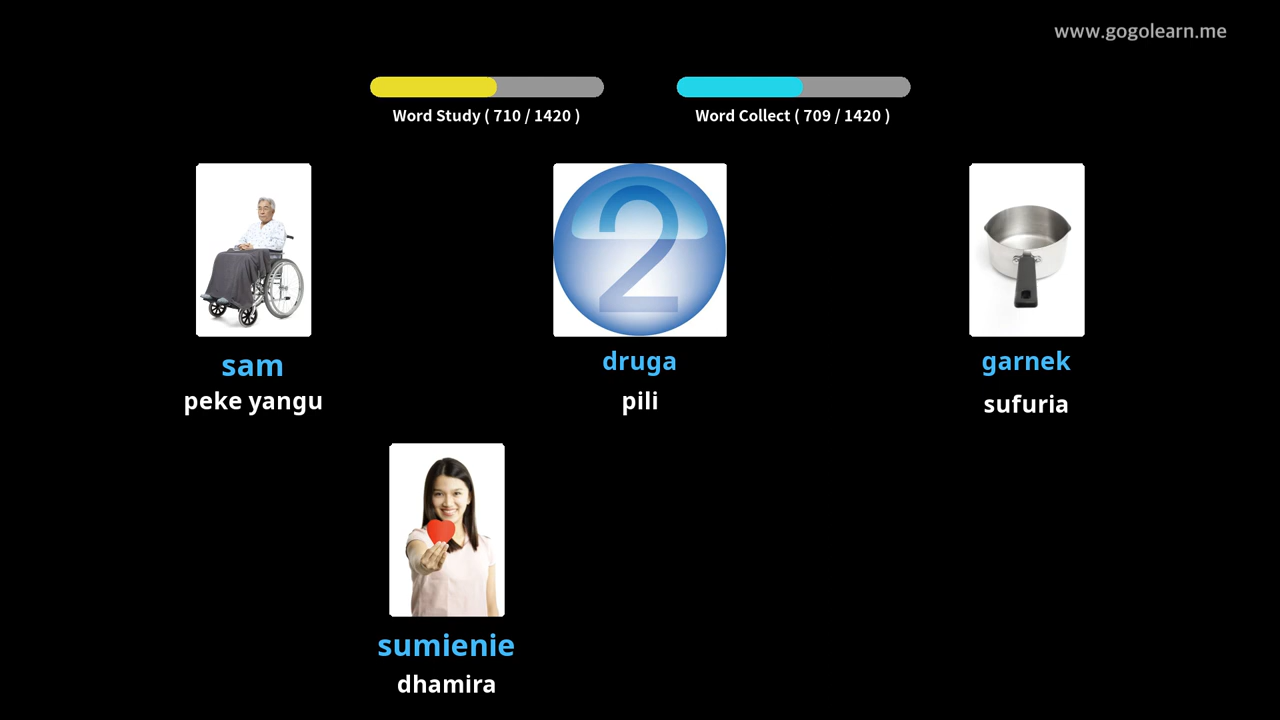 www.gogolearn.me
Word Study ( 710 / 1420 )
Word Collect ( 709 / 1420 )
2
sam
peke yangu
druga
pili
garnek
sufuria
sumienie
dhamira